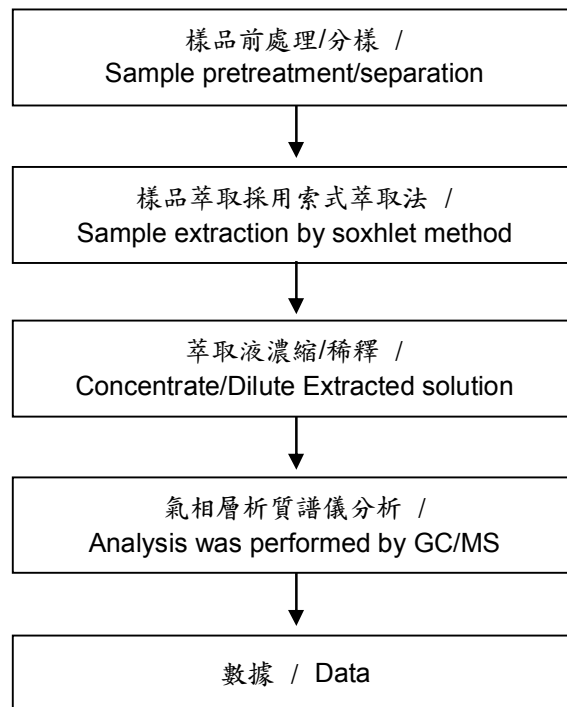 樣品前處理/分樣 /
Sample pretreatment/separation
樣品萃取採用索式萃取法 /
Sample extraction by soxhlet method
萃取液濃縮/稀釋 /
Concentrate/Dilute Extracted solution
氣相層析質譜儀分析 /
Analysis was performed by GC/MS
數據 / Data